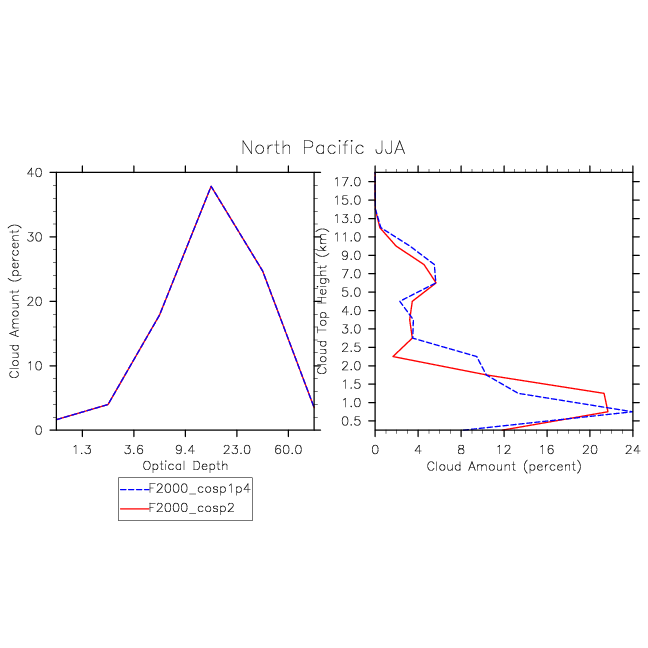 North Pacific JJA
Cloud Amount (percent)
40
30
20
10
0
1.3 3.6 9.4 23.0 60.0
Optical Depth
Cloud Top Height (km)
17.0
15.0
13.0
11.0
9.0
7.0
5.0
4.0
3.0
2.5
2.0
1.5
1.0
0.5
0 4 8 12 16 20 24
Cloud Amount (percent)
F2000_cosp1p4
F2000_cosp2